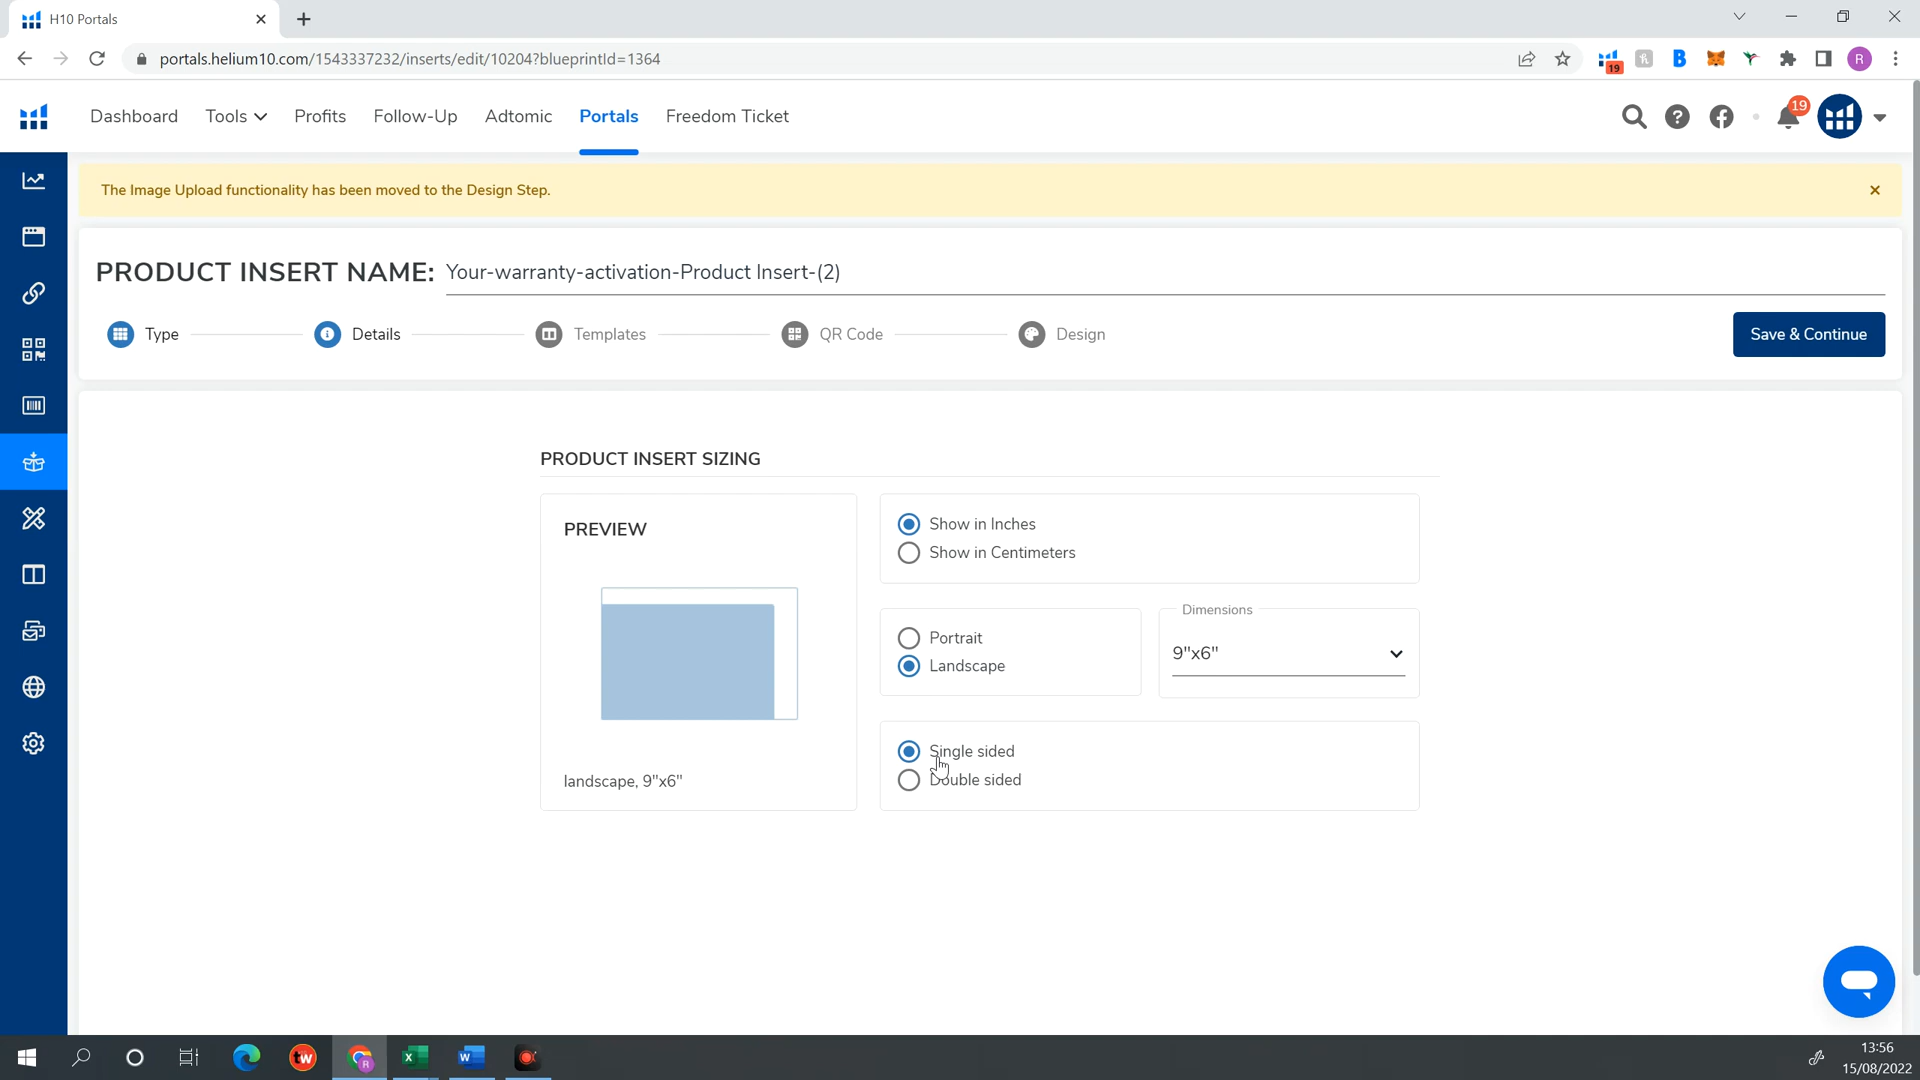 H10 Portals
portals.helium10.com/1543337232/inserts/edit/10204?blueprintId=1364
19
B
R
Dashboard
Tools
Profits
Follow-Up
Adtomic
Portals
Freedom Ticket
19
The Image Upload functionality has been moved to the Design Step.
PRODUCT INSERT NAME: Your-warranty-activation-Product Insert-(2)
Type
Details
Templates
QR Code
Design
Save & Continue
PRODUCT INSERT SIZING
PREVIEW
landscape, 9"x6"
Show in Inches
Show in Centimeters
Portrait
Landscape
Dimensions
9"x6"
Single sided
Double sided
tw
R
13:56
15/08/2022